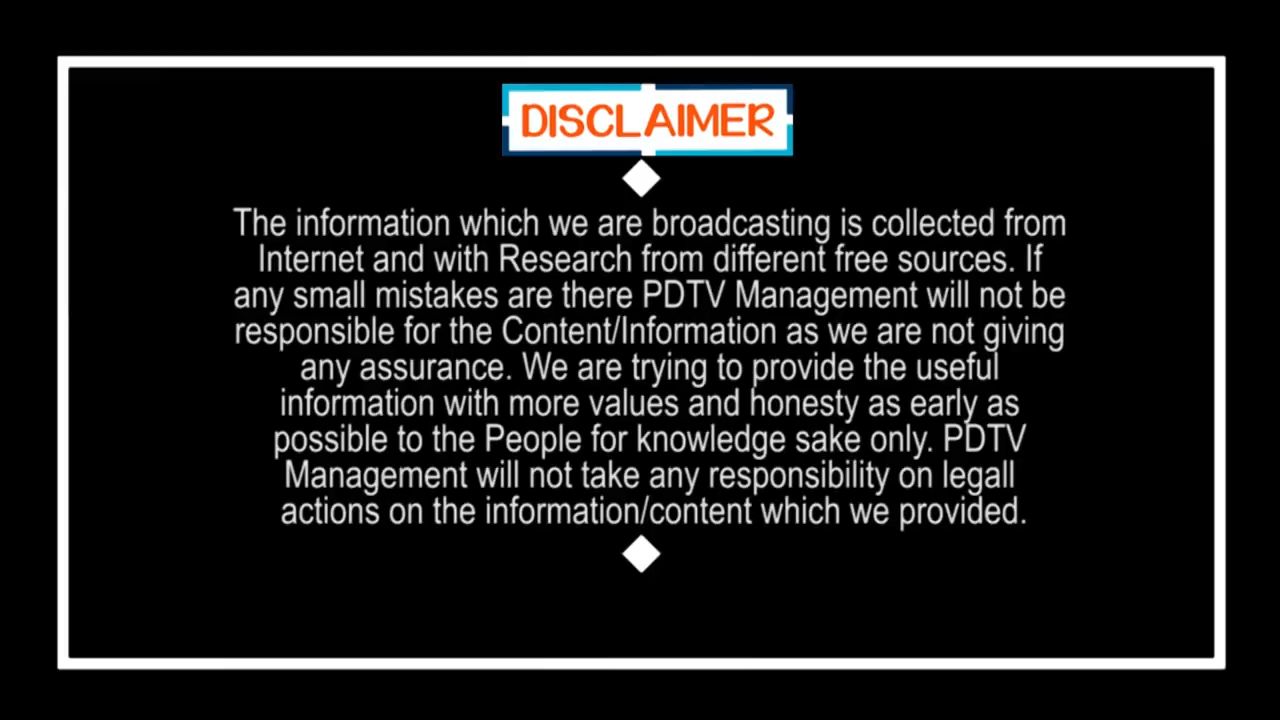 DISCLAIMER
The information which we are broadcasting is collected from
Internet and with Research from different free sources. If
any small mistakes are there PDTV Management will not be
responsible for the Content/Information as we are not giving
any assurance. We are trying to provide the useful
information with more values and honesty as early as
possible to the People for knowledge sake only. PDTV
Management will not take any responsibility on legall
actions on the information/content which we provided.